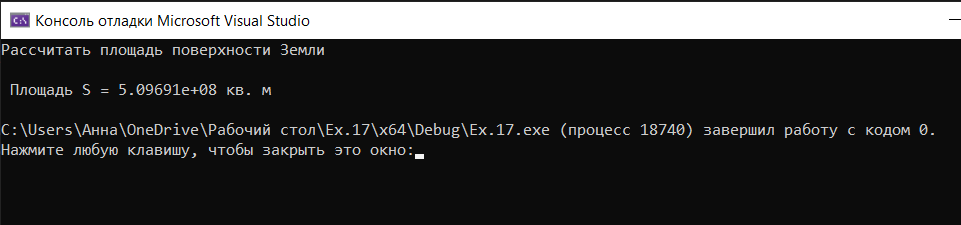 Консоль отладки Microsoft Visual Studio
Рассчитать площадь поверхности Земли
Площадь S = 5.09691e+08 кв. м
C:\Users\Анна\OneDrive\Рабочий стол\Ex.17\x64\Debug\Ex.17.exe (процесс 18740) завершил работу с кодом 0.
Нажмите любую клавишу, чтобы закрыть это окно: